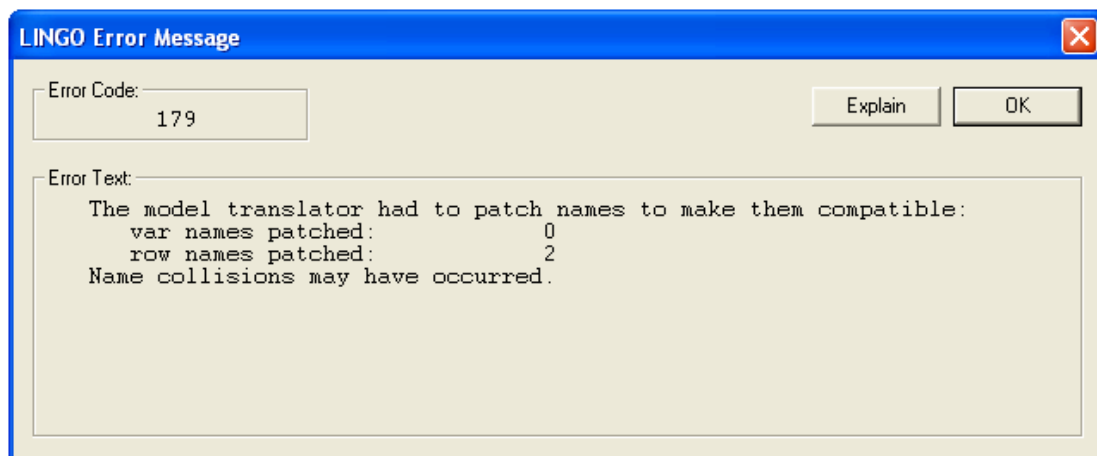 LINGO Error Message
Error Code:
179
Explain
OK
Error Text:
The model translator had to patch names to make them compatible:
var names patched: 0
row names patched: 2
Name collisions may have occurred.